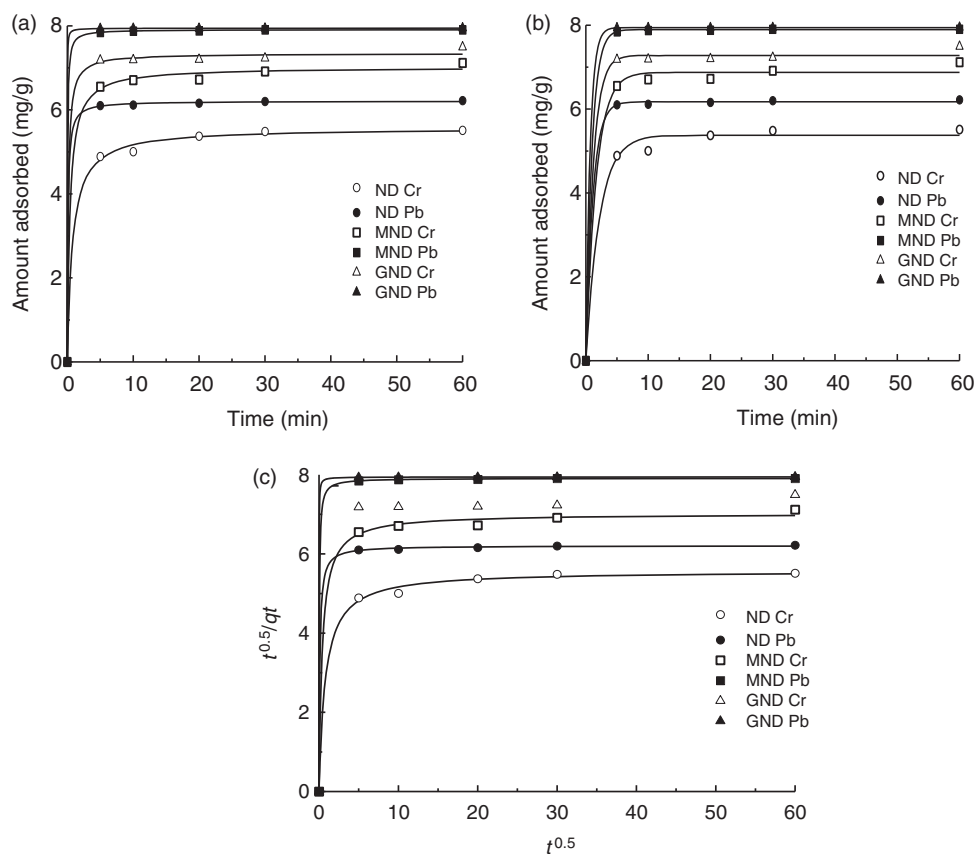 (a)
8
6
4
2
0
Amount adsorbed (mg/g)
ND Cr
ND Pb
MND Cr
MND Pb
GND Cr
GND Pb
0 10 20 30 40 50 60
Time (min)
(b)
8
6
4
2
0
Amount adsorbed (mg/g)
ND Cr
ND Pb
MND Cr
MND Pb
GND Cr
GND Pb
0 10 20 30 40 50 60
Time (min)
(c)
8
6
4
2
0
t^0.5/qt
ND Cr
ND Pb
MND Cr
MND Pb
GND Cr
GND Pb
0 10 20 30 40 50 60
t^0.5